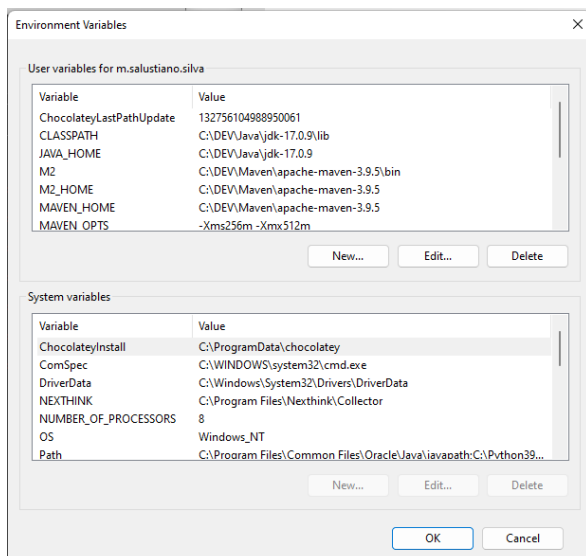 Environment Variables
User variables for m.salustiano.silva
Variable Value
ChocolateyLastPathUpdate 132756104988950061
CLASSPATH C:\DEV\Java\jdk-17.0.9\lib
JAVA_HOME C:\DEV\Java\jdk-17.0.9
M2 C:\DEV\Maven\apache-maven-3.9.5\bin
M2_HOME C:\DEV\Maven\apache-maven-3.9.5
MAVEN_HOME C:\DEV\Maven\apache-maven-3.9.5
MAVEN_OPTS -Xms256m -Xmx512m
New... Edit... Delete
System variables
Variable Value
ChocolateyInstall C:\ProgramData\chocolatey
ComSpec C:\WINDOWS\system32\cmd.exe
DriverData C:\Windows\System32\Drivers\DriverData
NEXTHINK C:\Program Files\Nexthink\Collector
NUMBER_OF_PROCESSORS 8
OS Windows_NT
Path C:\Program Files\Common Files\Oracle\Java\javapath;C:\Python39...
New... Edit... Delete
OK Cancel